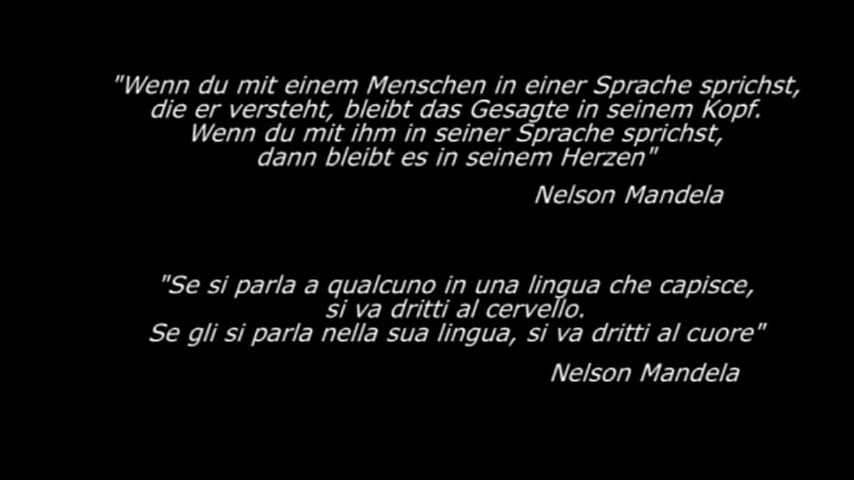 "Wenn du mit einem Menschen in einer Sprache sprichst,
die er versteht, bleibt das Gesagte in seinem Kopf.
Wenn du mit ihm in seiner Sprache sprichst,
dann bleibt es in seinem Herzen"
Nelson Mandela
"Se si parla a qualcuno in una lingua che capisce,
si va dritti al cervello.
Se gli si parla nella sua lingua, si va dritti al cuore"
Nelson Mandela